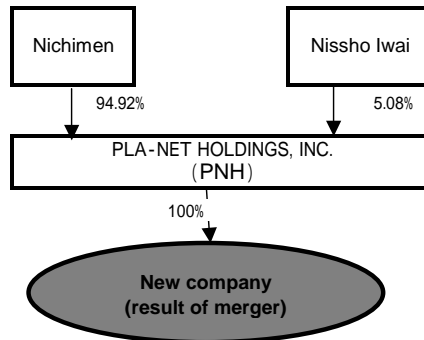 Nichimen
Nissho Iwai
94.92%
5.08%
PLA-NET HOLDINGS, INC.
(PNH)
100%
New company
(result of merger)